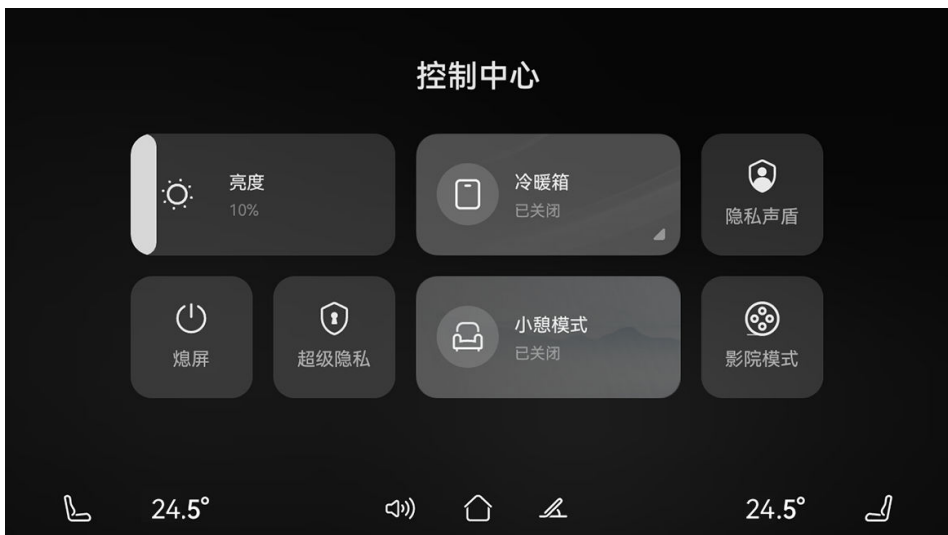 控制中心
亮度
10%
冷暖箱
已关闭
隐私声盾
熄屏
超级隐私
小憩模式
已关闭
影院模式
24.5°
24.5°